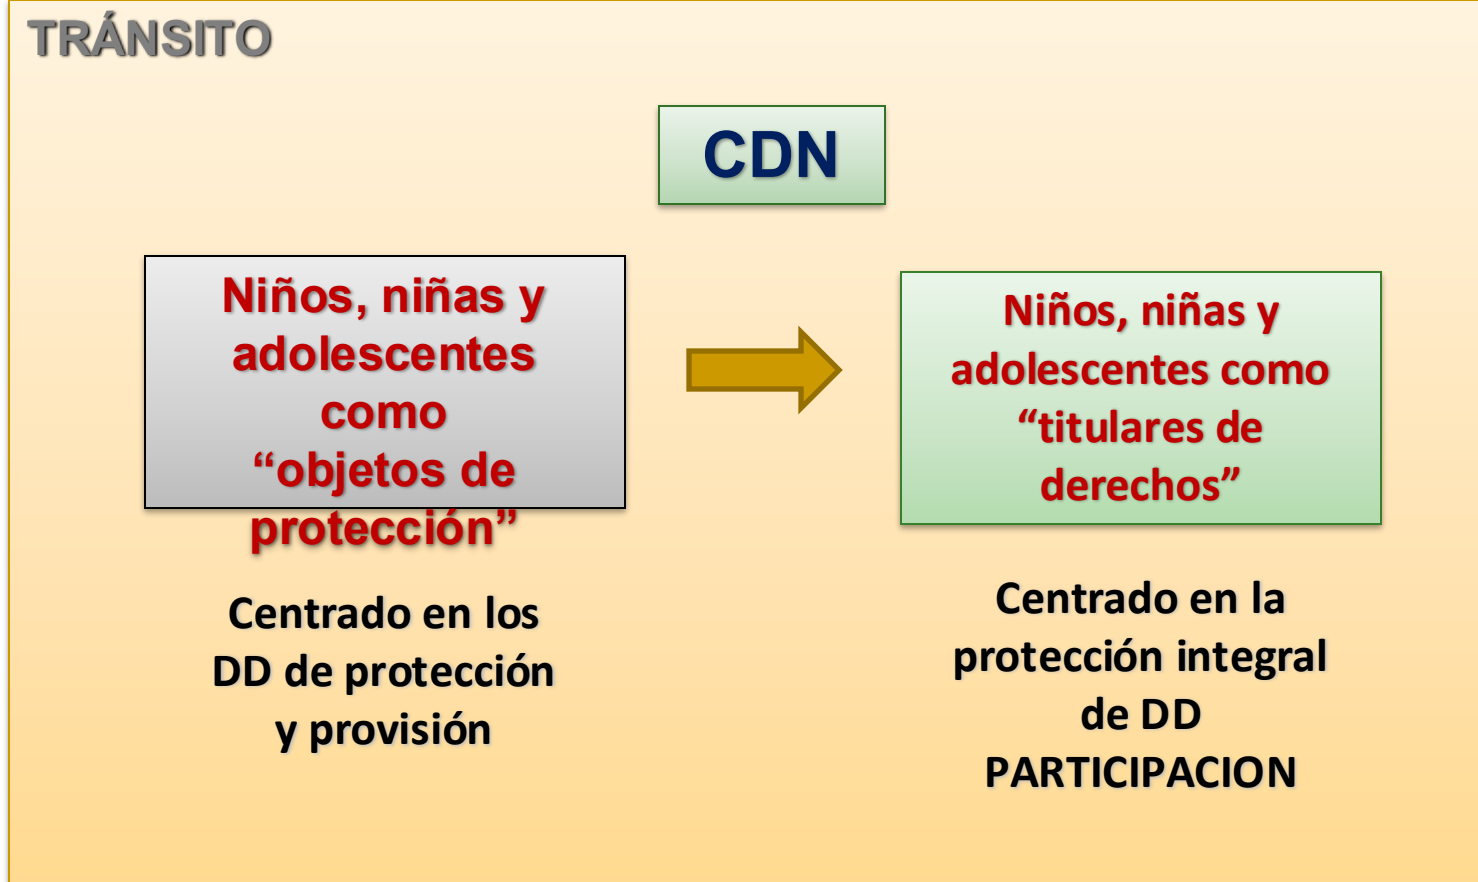 TRÁNSITO
CDN
Niños, niñas y
adolescentes
como
“objetos de
protección”
Centrado en los
DD de protección
y provisión
Niños, niñas y
adolescentes como
“titulares de
derechos”
Centrado en la
protección integral
de DD
PARTICIPACION